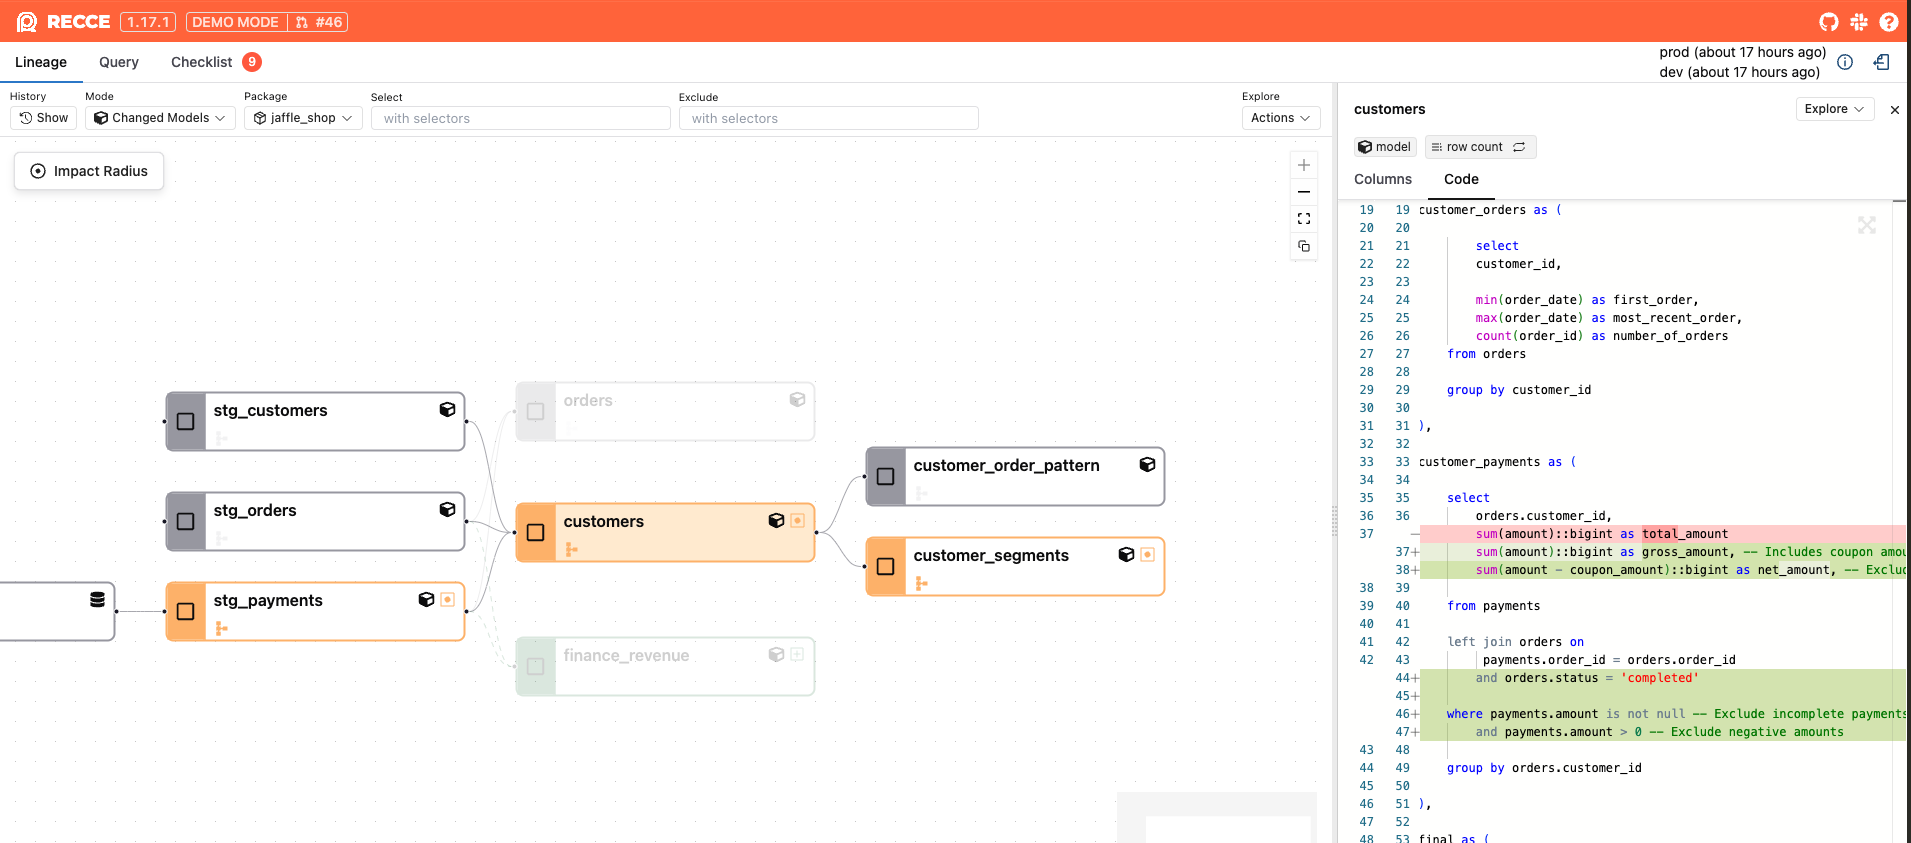 RECCE 1.17.1 DEMO MODE #46
Lineage Query Checklist 9
prod (about 17 hours ago)
dev (about 17 hours ago)
History Mode Package Select Exclude Explore
Show Changed Models jaffle_shop with selectors with selectors Actions
Impact Radius
stg_customers
stg_orders
stg_payments
orders
customers
finance_revenue
customer_order_pattern
customer_segments
customers Explore
model row count
Columns Code
19 19 customer_orders as (
20 20
21 21 select
22 22 customer_id,
23 23
24 24 min(order_date) as first_order,
25 25 max(order_date) as most_recent_order,
26 26 count(order_id) as number_of_orders
27 27 from orders
28 28
29 29 group by customer_id
30 30
31 31 ),
32 32
33 33 customer_payments as (
34 34
35 35 select
36 36 orders.customer_id,
37 — sum(amount)::bigint as total_amount
37+ sum(amount)::bigint as gross_amount, -- Includes coupon amou
38+ sum(amount - coupon_amount)::bigint as net_amount, -- Exclud
38 39
39 40 from payments
40 41
41 42 left join orders on
42 43 payments.order_id = orders.order_id
44+ and orders.status = 'completed'
45+
46+ where payments.amount is not null -- Exclude incomplete payments
47+ and payments.amount > 0 -- Exclude negative amounts
43 48
44 49 group by orders.customer_id
45 50
46 51 ),
47 52
48 53 final as (